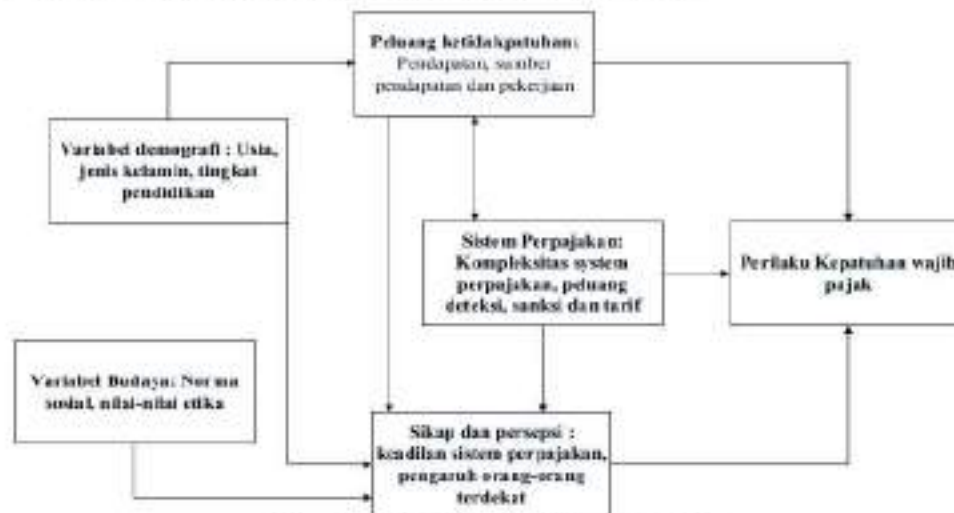 Peluang ketidakpatuhan:
Pendapatan, sumber
pendapatan dan pekerjaan
Variabel demografi : Usia,
jenis kelamin, tingkat
pendidikan
Sistem Perpajakan:
Kompleksitas system
perpajakan, peluang
deteksi, sanksi dan tarif
Perilaku Kepatuhan wajib
pajak
Variabel Budaya: Norma
sosial, nilai-nilai etika
Sikap dan persepsi :
keadilan sistem perpajakan,
pengaruh orang-orang
terdekat